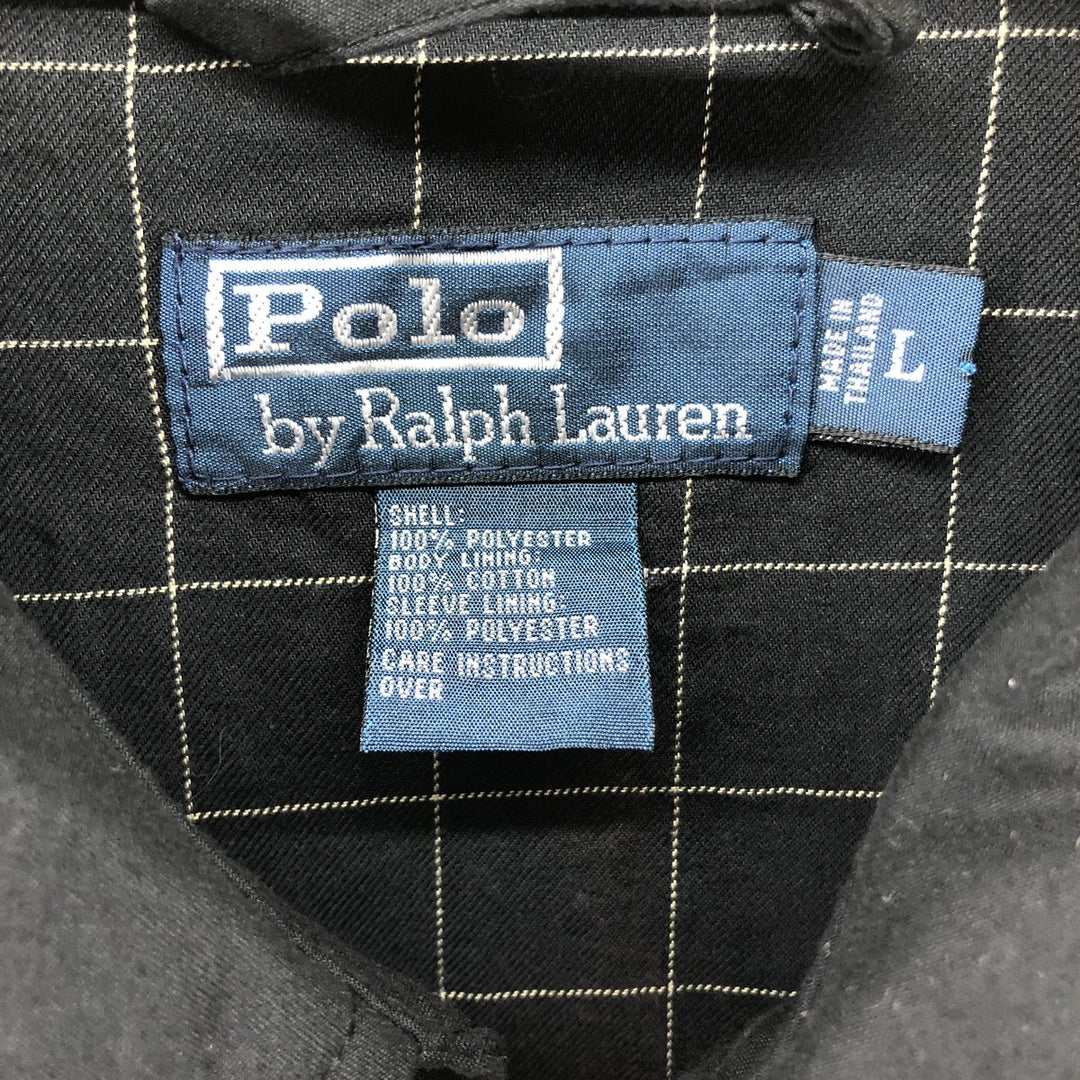 Polo
by Ralph Lauren
MADE IN
THAILAND
L
SHELL:
100% POLYESTER
BODY LINING:
100% COTTON
SLEEVE LINING:
100% POLYESTER
CARE INSTRUCTIONS
OVER